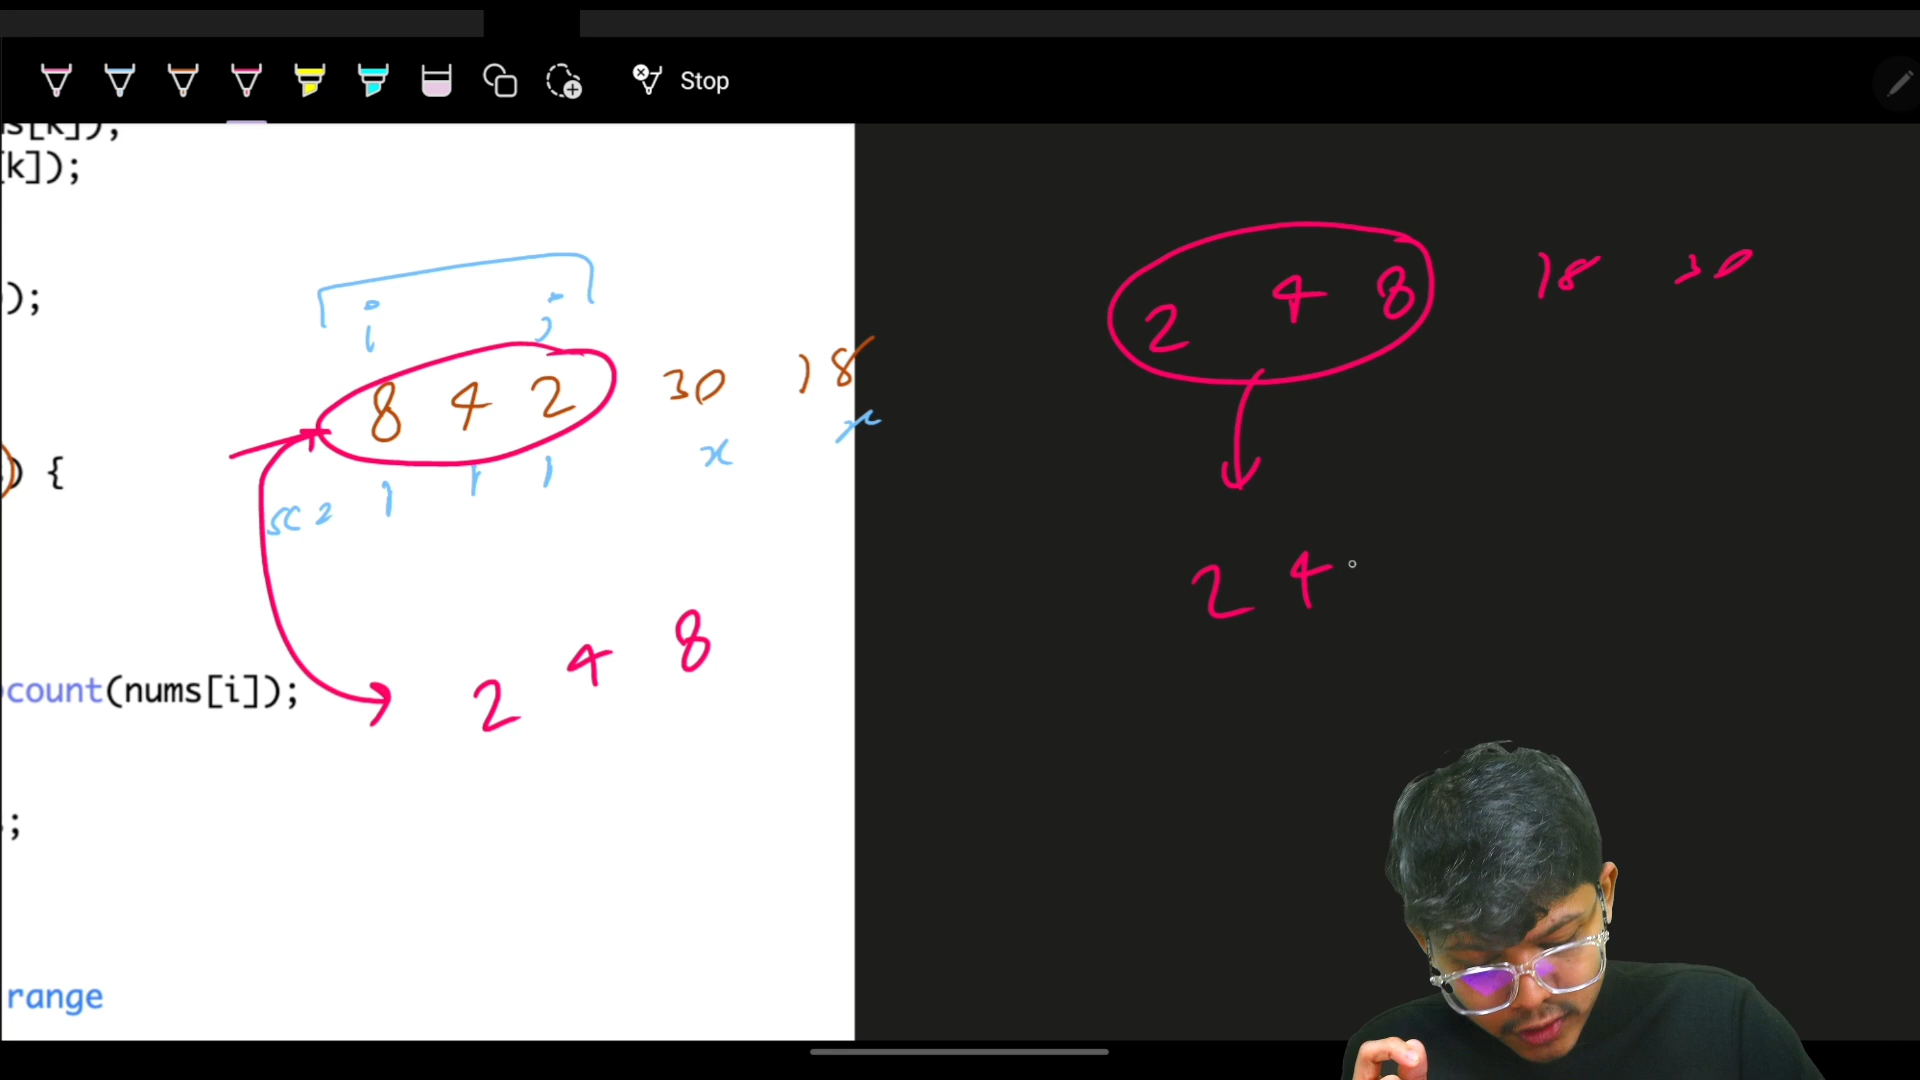 Stop
s[k]);
[k]);
);
) {
count(nums[i]);
;
range
i j
8 4 2 30 18
x x
sc 2 1 1 1
2 4 8
2 4 8 18 30
2 4